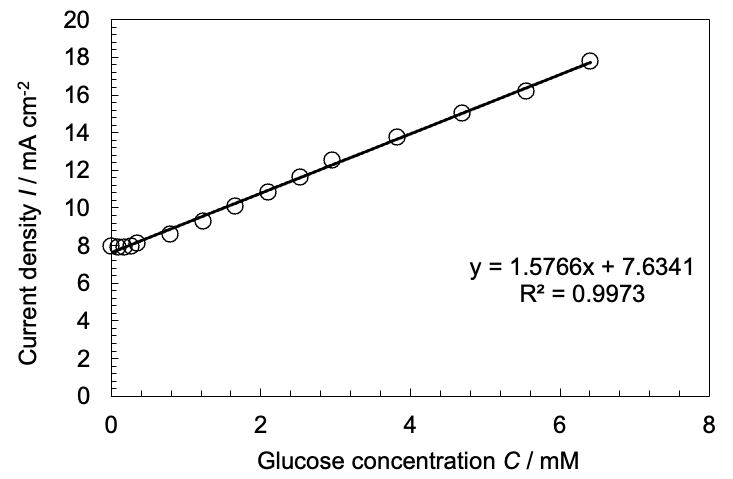 20
18
16
14
12
10
8
6
4
2
0
Current density I / mA cm⁻²
y = 1.5766x + 7.6341
R² = 0.9973
0 2 4 6 8
Glucose concentration C / mM